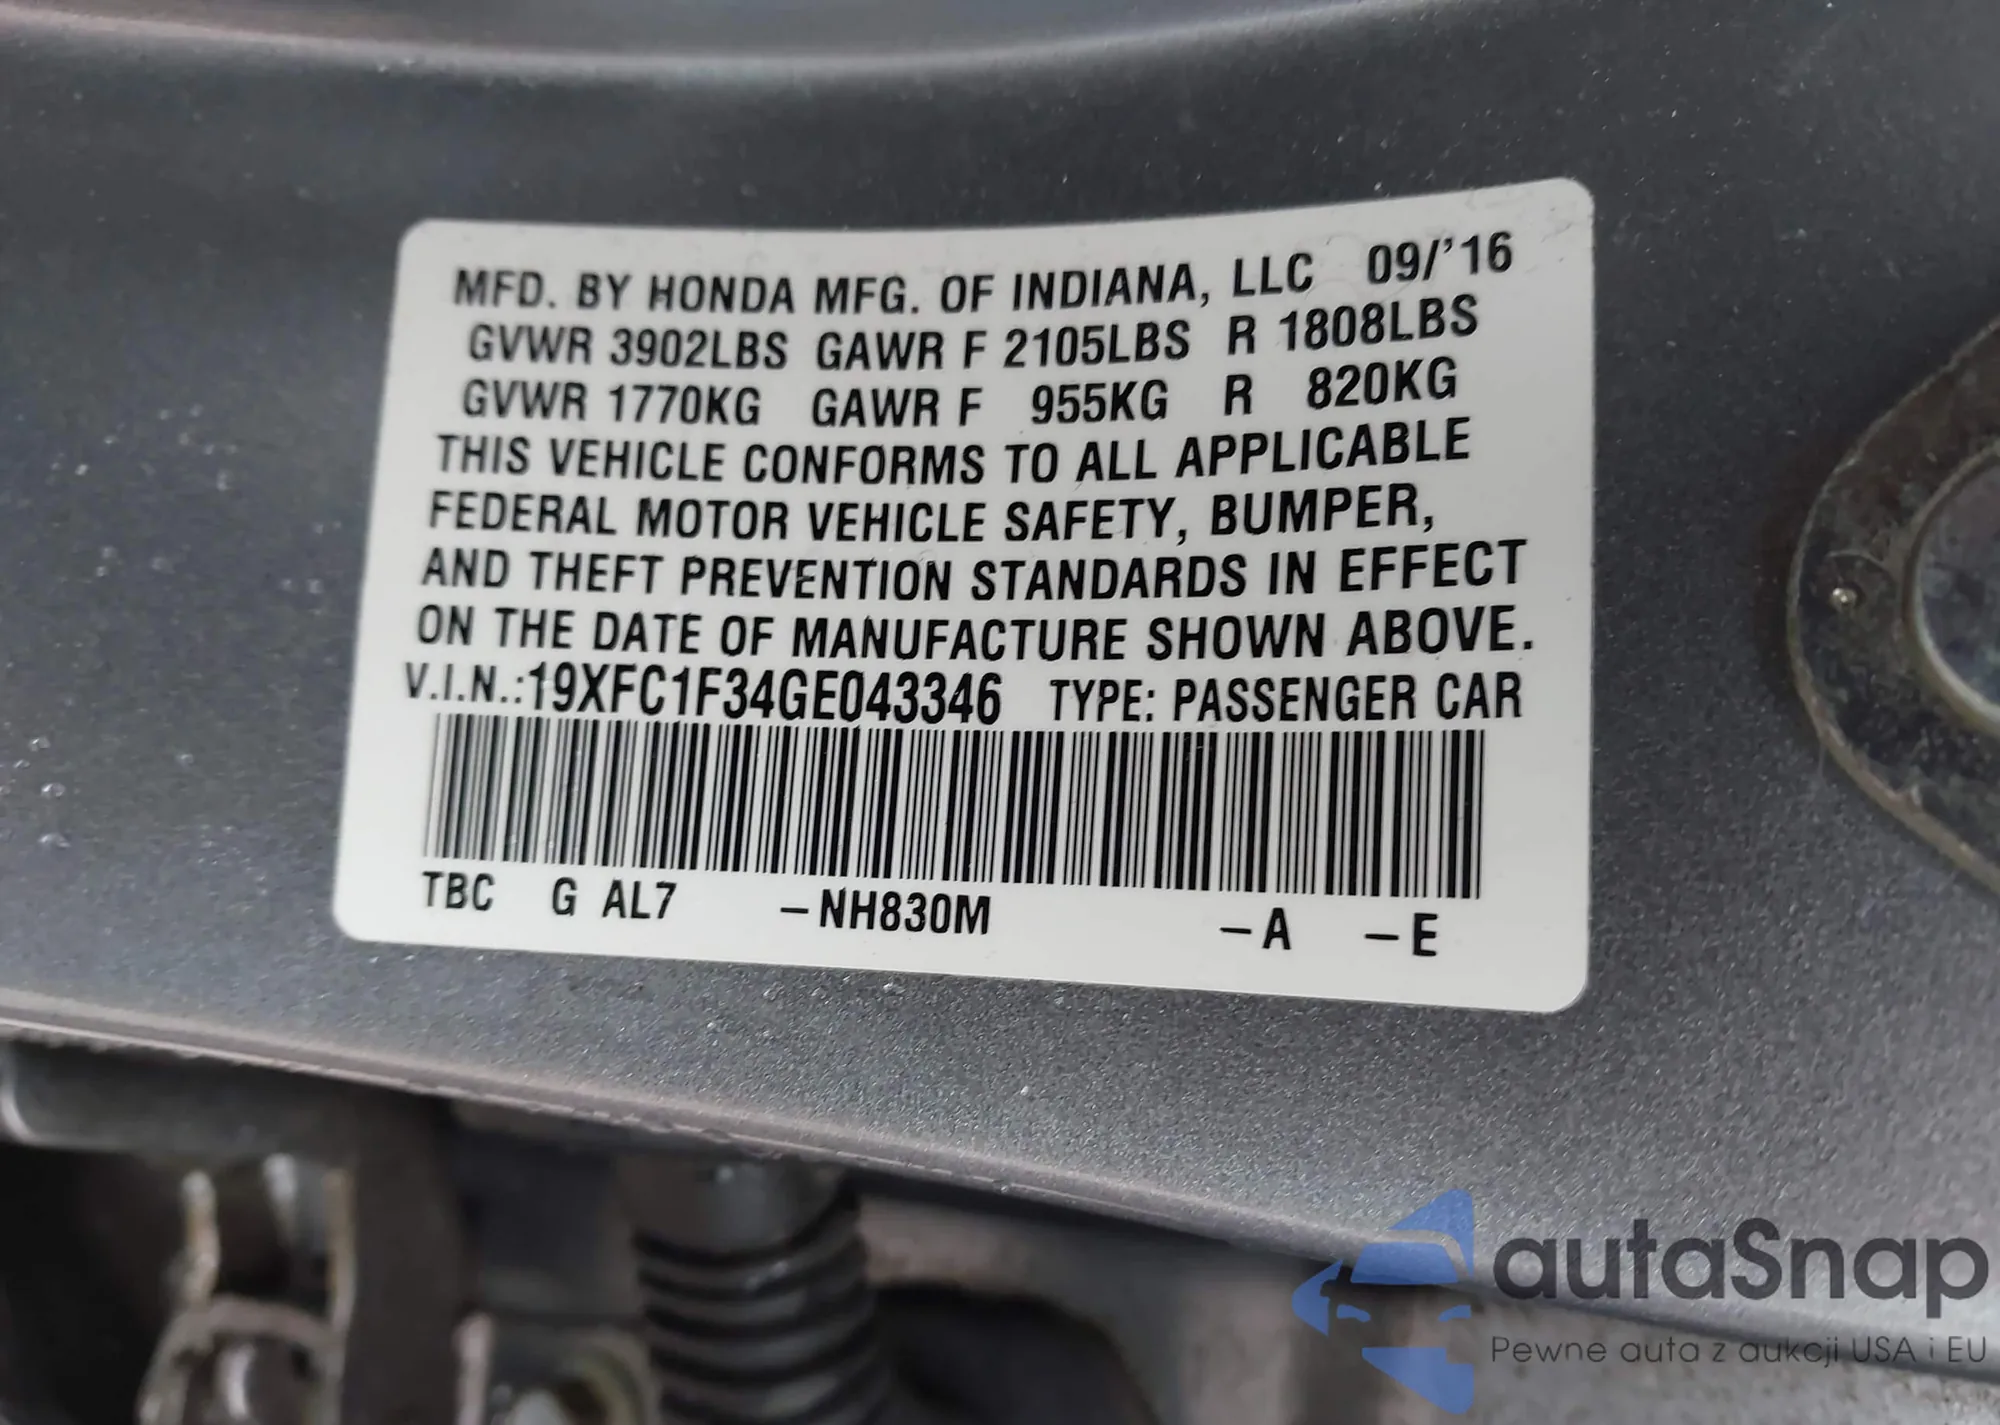 MFD. BY HONDA MFG. OF INDIANA, LLC 09/'16
GVWR 3902LBS GAWR F 2105LBS R 1808LBS
GVWR 1770KG GAWR F 955KG R 820KG
THIS VEHICLE CONFORMS TO ALL APPLICABLE
FEDERAL MOTOR VEHICLE SAFETY, BUMPER,
AND THEFT PREVENTION STANDARDS IN EFFECT
ON THE DATE OF MANUFACTURE SHOWN ABOVE.
V.I.N.:19XFC1F34GE043346 TYPE: PASSENGER CAR
TBC G AL7 -NH830M -A -E
autaSnap
Pewne auta z aukcji USA i EU